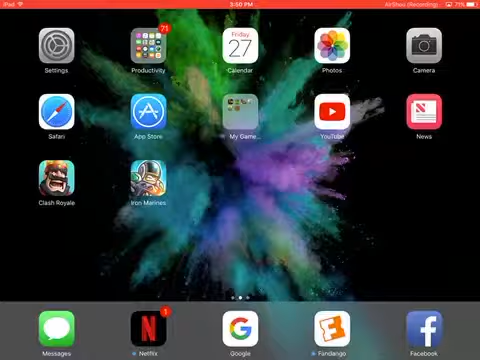 iPad 3:50 PM AirShou (Recording) 71%
71
Friday
27
Settings Productivity Calendar Photos Camera
Safari App Store My Game... YouTube News
Clash Royale Iron Marines
1
N G F f
Messages Netflix Google Fandango Facebook